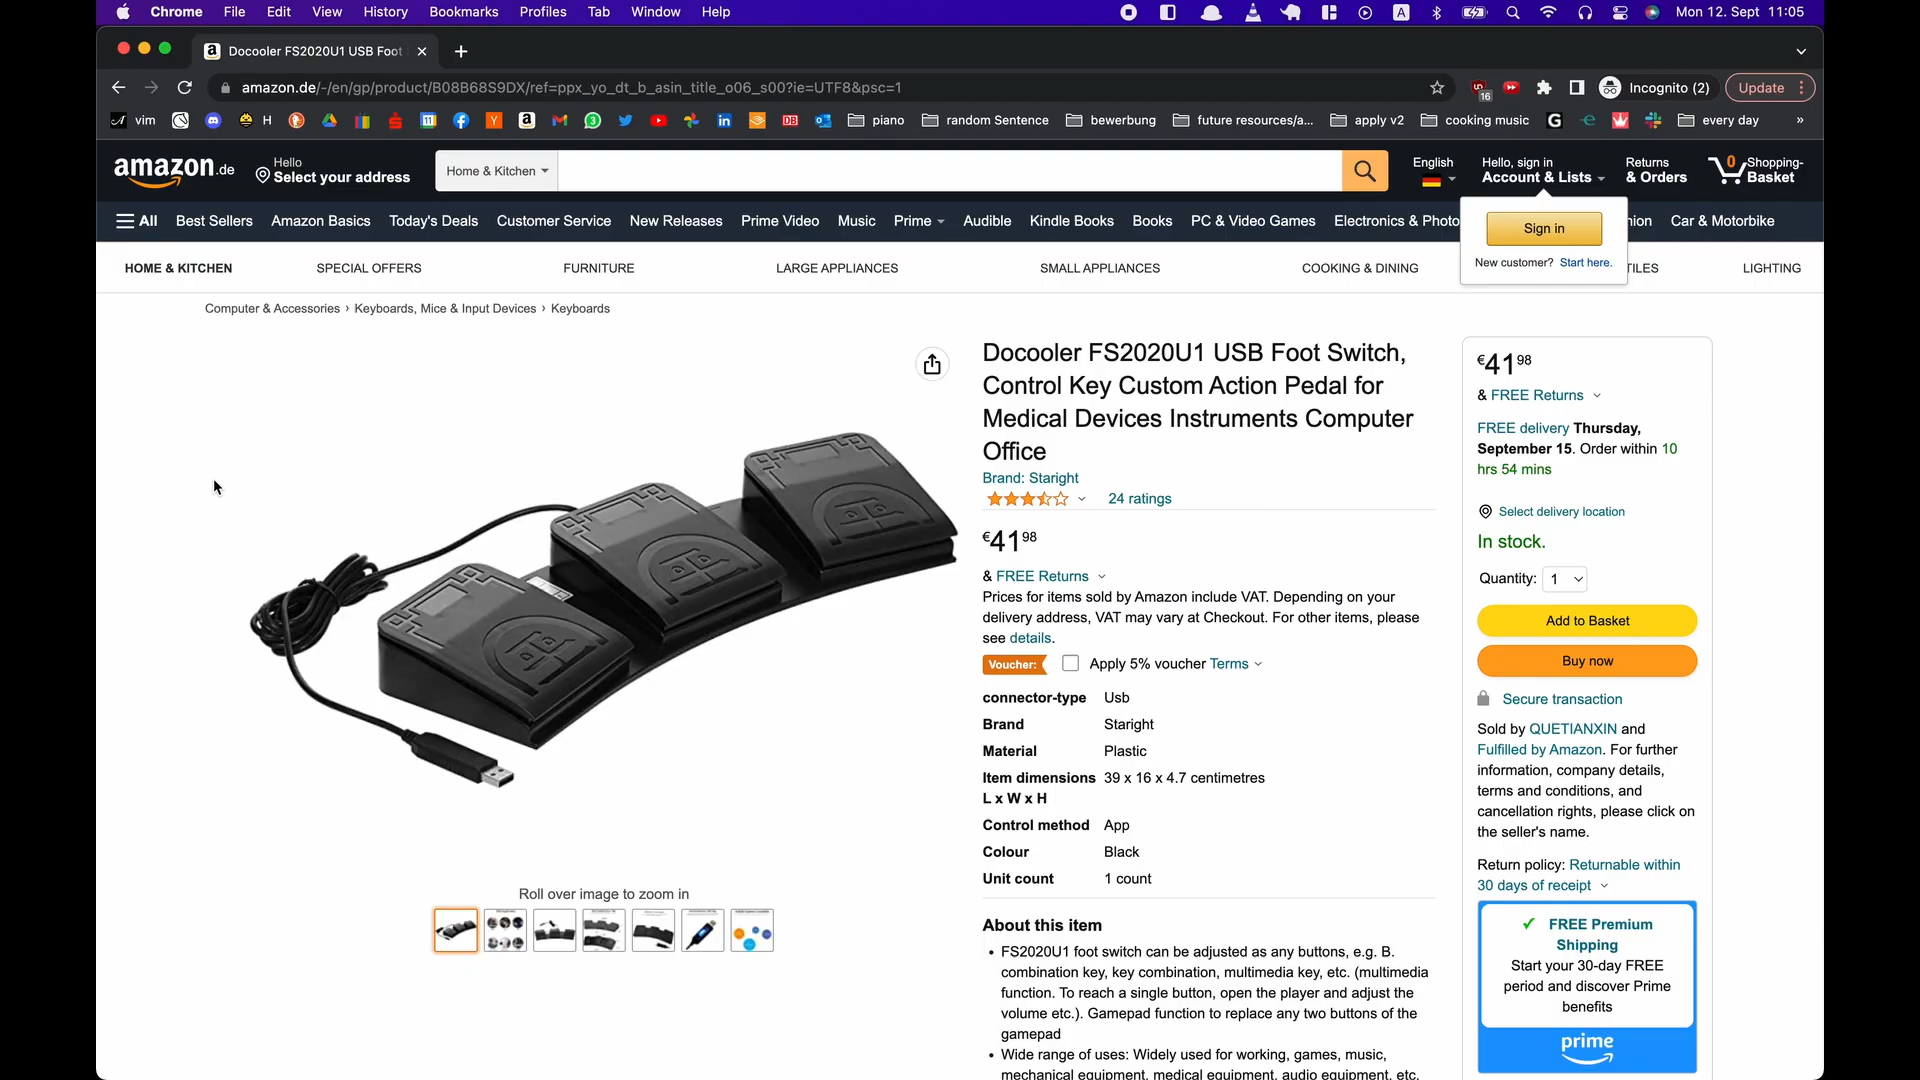 Chrome File Edit View History Bookmarks Profiles Tab Window Help
A
Mon 12. Sept 11:05
Docooler FS2020U1 USB Foot
amazon.de/-/en/gp/product/B08B68S9DX/ref=ppx_yo_dt_b_asin_title_o06_s00?ie=UTF8&psc=1
16
Incognito (2)
Update
vim
H
11
3
DB
piano
random Sentence
bewerbung
future resources/a...
apply v2
cooking music
G
every day
»
amazon.de
Hello
Select your address
Home & Kitchen
English
Hello, sign in
Account & Lists
Returns
& Orders
0
Shopping-
Basket
All Best Sellers Amazon Basics Today's Deals Customer Service New Releases Prime Video Music Prime Audible Kindle Books Books PC & Video Games Electronics & Photo
ion Car & Motorbike
Sign in
New customer? Start here.
HOME & KITCHEN SPECIAL OFFERS FURNITURE LARGE APPLIANCES SMALL APPLIANCES COOKING & DINING
TILES LIGHTING
Computer & Accessories › Keyboards, Mice & Input Devices › Keyboards
Docooler FS2020U1 USB Foot Switch,
Control Key Custom Action Pedal for
Medical Devices Instruments Computer
Office
Brand: Staright
24 ratings
€4198
& FREE Returns
Prices for items sold by Amazon include VAT. Depending on your
delivery address, VAT may vary at Checkout. For other items, please
see details.
Voucher: Apply 5% voucher Terms
connector-type Usb
Brand Staright
Material Plastic
Item dimensions 39 x 16 x 4.7 centimetres
L x W x H
Control method App
Colour Black
Unit count 1 count
About this item
• FS2020U1 foot switch can be adjusted as any buttons, e.g. B.
combination key, key combination, multimedia key, etc. (multimedia
function. To reach a single button, open the player and adjust the
volume etc.). Gamepad function to replace any two buttons of the
gamepad
• Wide range of uses: Widely used for working, games, music,
mechanical equipment, medical equipment, audio equipment, etc.
Roll over image to zoom in
€4198
& FREE Returns
FREE delivery Thursday,
September 15. Order within 10
hrs 54 mins
Select delivery location
In stock.
Quantity: 1
Add to Basket
Buy now
Secure transaction
Sold by QUETIANXIN and
Fulfilled by Amazon. For further
information, company details,
terms and conditions, and
cancellation rights, please click on
the seller's name.
Return policy: Returnable within
30 days of receipt
FREE Premium
Shipping
Start your 30-day FREE
period and discover Prime
benefits
prime